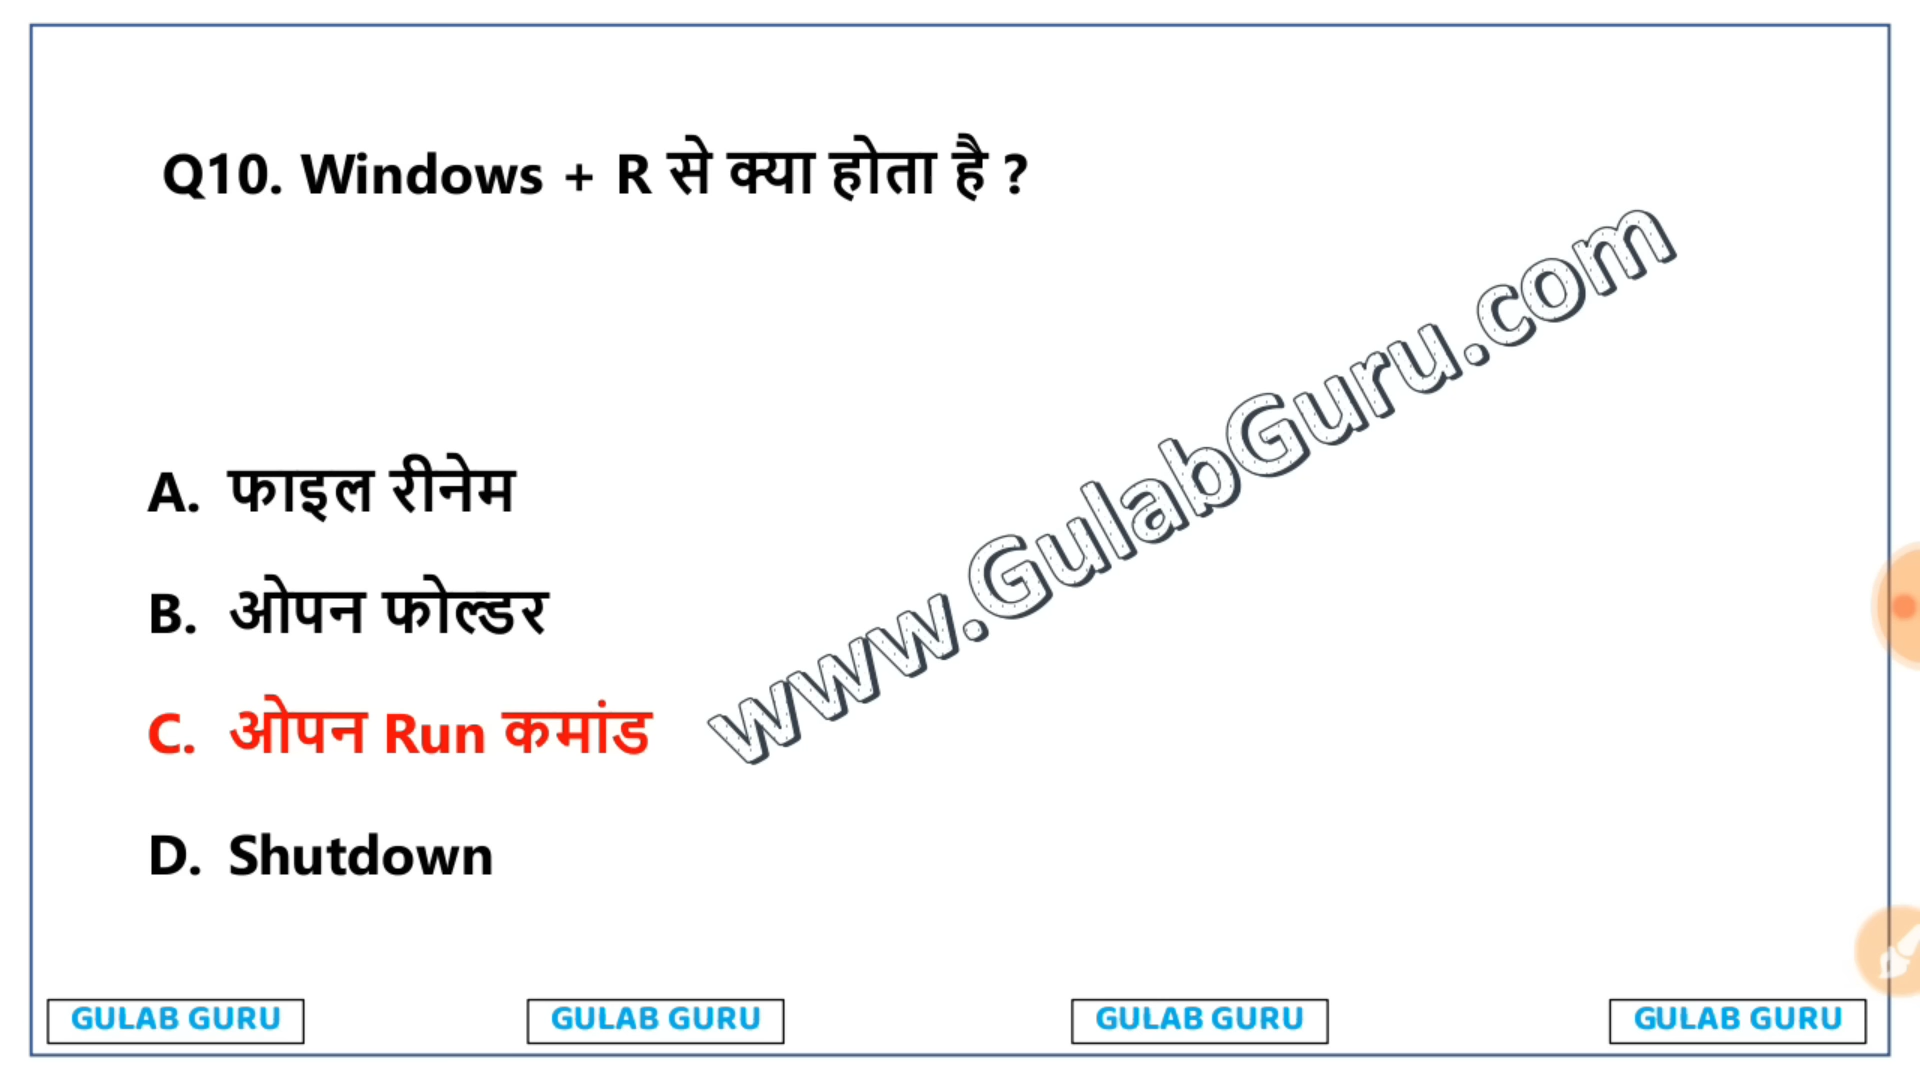 Q10. Windows + R से क्या होता है ?
www.GulabGuru.com
A. फाइल रीनेम
B. ओपन फोल्डर
C. ओपन Run कमांड
D. Shutdown
GULAB GURU GULAB GURU GULAB GURU GULAB GURU